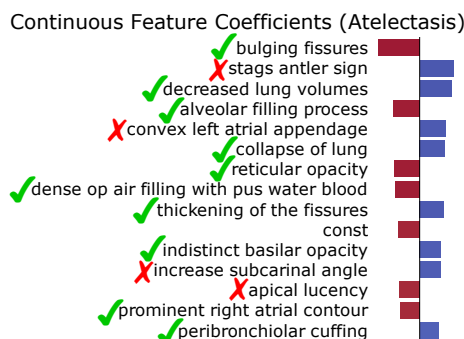 Continuous Feature Coefficients (Atelectasis)
bulging fissures
stags antler sign
decreased lung volumes
alveolar filling process
convex left atrial appendage
collapse of lung
reticular opacity
dense op air filling with pus water blood
thickening of the fissures
const
indistinct basilar opacity
increase subcarinal angle
apical lucency
prominent right atrial contour
peribronchiolar cuffing